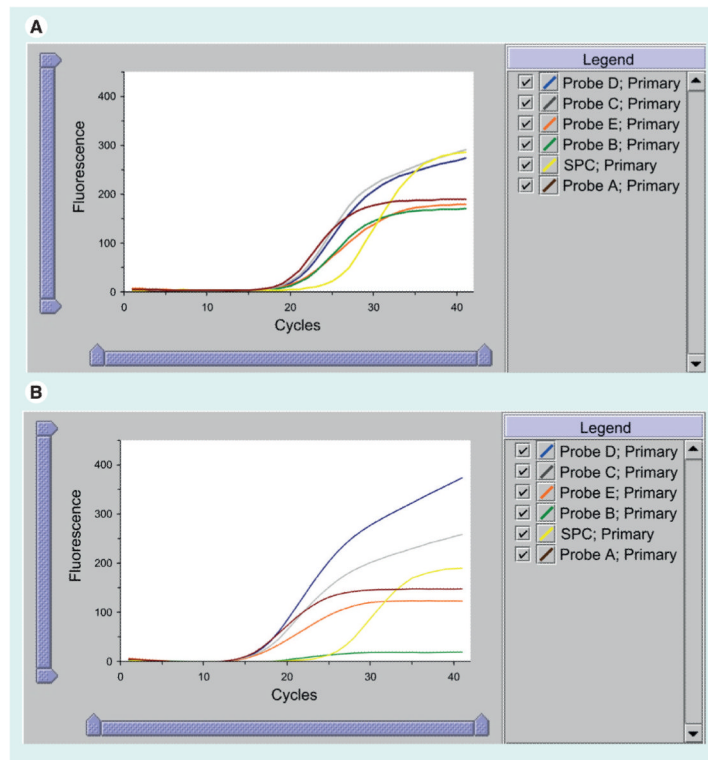 A
Legend
Probe D; Primary
Probe C; Primary
Probe E; Primary
Probe B; Primary
SPC; Primary
Probe A; Primary
Fluorescence
400
300
200
100
0
0 10 20 30 40
Cycles
B
Legend
Probe D; Primary
Probe C; Primary
Probe E; Primary
Probe B; Primary
SPC; Primary
Probe A; Primary
Fluorescence
400
300
200
100
0
0 10 20 30 40
Cycles